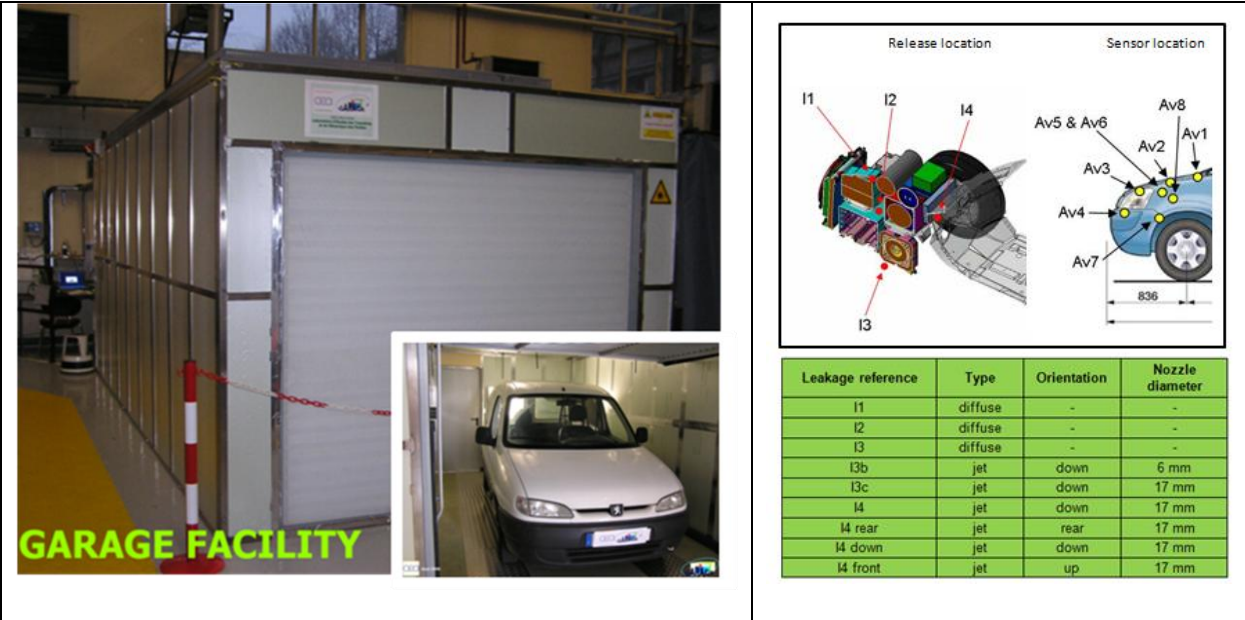 GARAGE FACILITY
Release location
Sensor location
I1
I2
I4
I3
Av8
Av5 & Av6
Av1
Av2
Av3
Av4
Av7
836
Leakage reference Type Orientation Nozzle diameter
I1 diffuse - -
I2 diffuse - -
I3 diffuse - -
I3b jet down 6 mm
I3c jet down 17 mm
I4 jet down 17 mm
I4 rear jet rear 17 mm
I4 down jet down 17 mm
I4 front jet up 17 mm